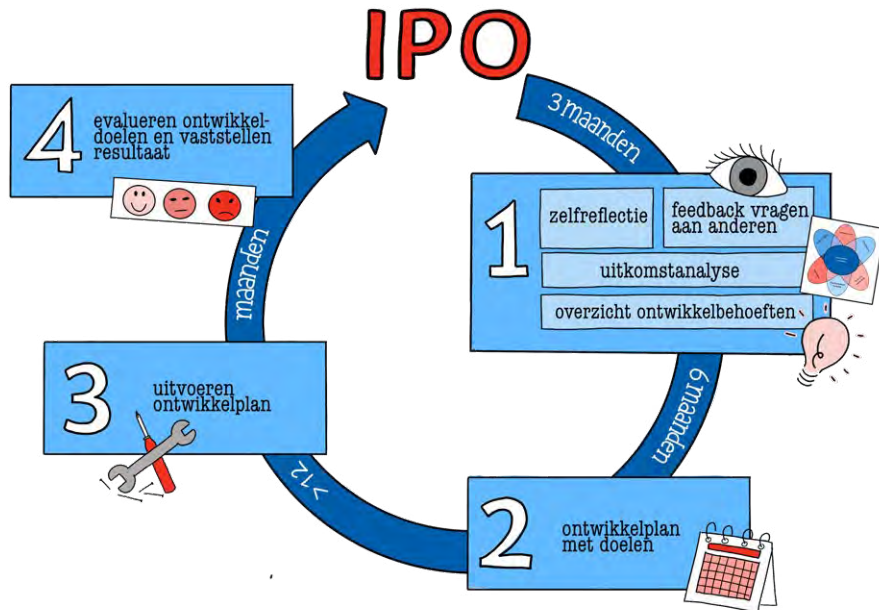 IPO
3 maanden
1
zelfreflectie
feedback vragen
aan anderen
uitkomstanalyse
overzicht ontwikkelbehoeften
6 maanden
2
ontwikkelplan
met doelen
>12
maanden
3
uitvoeren
ontwikkelplan
4
evalueren ontwikkel-
doelen en vaststellen
resultaat